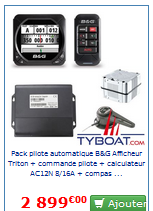 B&G
B&G
TYBOAT.COM
Pack pilote automatique B&G Afficheur
Triton + commande pilote + calculateur
AC12N 8/16A + compas ...
2 899€00
Ajouter